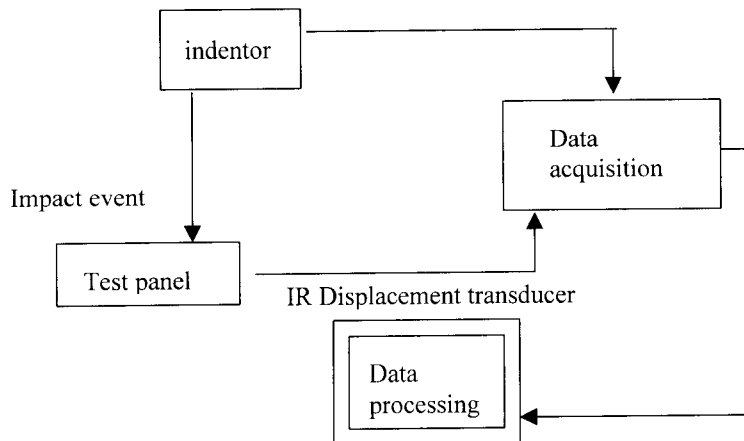 indentor
Data
acquisition
Impact event
Test panel
IR Displacement transducer
Data
processing